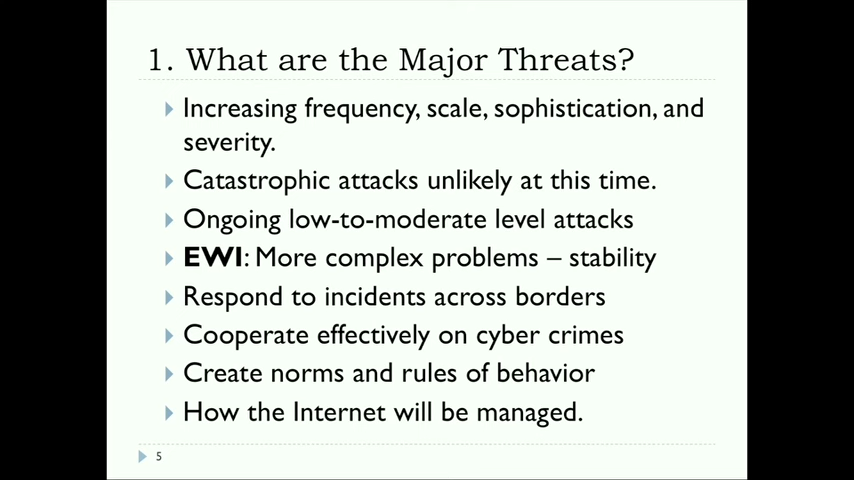 1. What are the Major Threats?
Increasing frequency, scale, sophistication, and
severity.
Catastrophic attacks unlikely at this time.
Ongoing low-to-moderate level attacks
EWI: More complex problems – stability
Respond to incidents across borders
Cooperate effectively on cyber crimes
Create norms and rules of behavior
How the Internet will be managed.
5